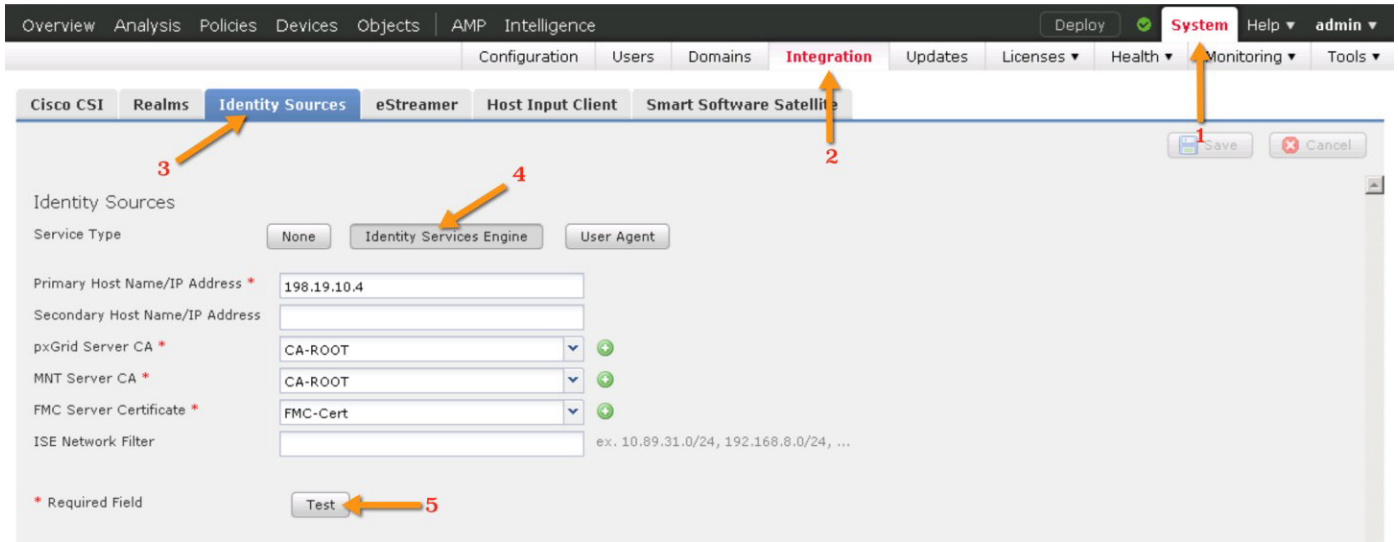 Overview Analysis Policies Devices Objects AMP Intelligence Deploy System Help ▾ admin ▾
Configuration Users Domains Integration Updates Licenses ▾ Health ▾ Monitoring ▾ Tools ▾
Cisco CSI Realms Identity Sources eStreamer Host Input Client Smart Software Satellite
1
2
3
Save Cancel
4
Identity Sources
Service Type None Identity Services Engine User Agent
Primary Host Name/IP Address * 198.19.10.4
Secondary Host Name/IP Address
pxGrid Server CA * CA-ROOT
MNT Server CA * CA-ROOT
FMC Server Certificate * FMC-Cert
ISE Network Filter ex. 10.89.31.0/24, 192.168.8.0/24, ...
* Required Field Test 5